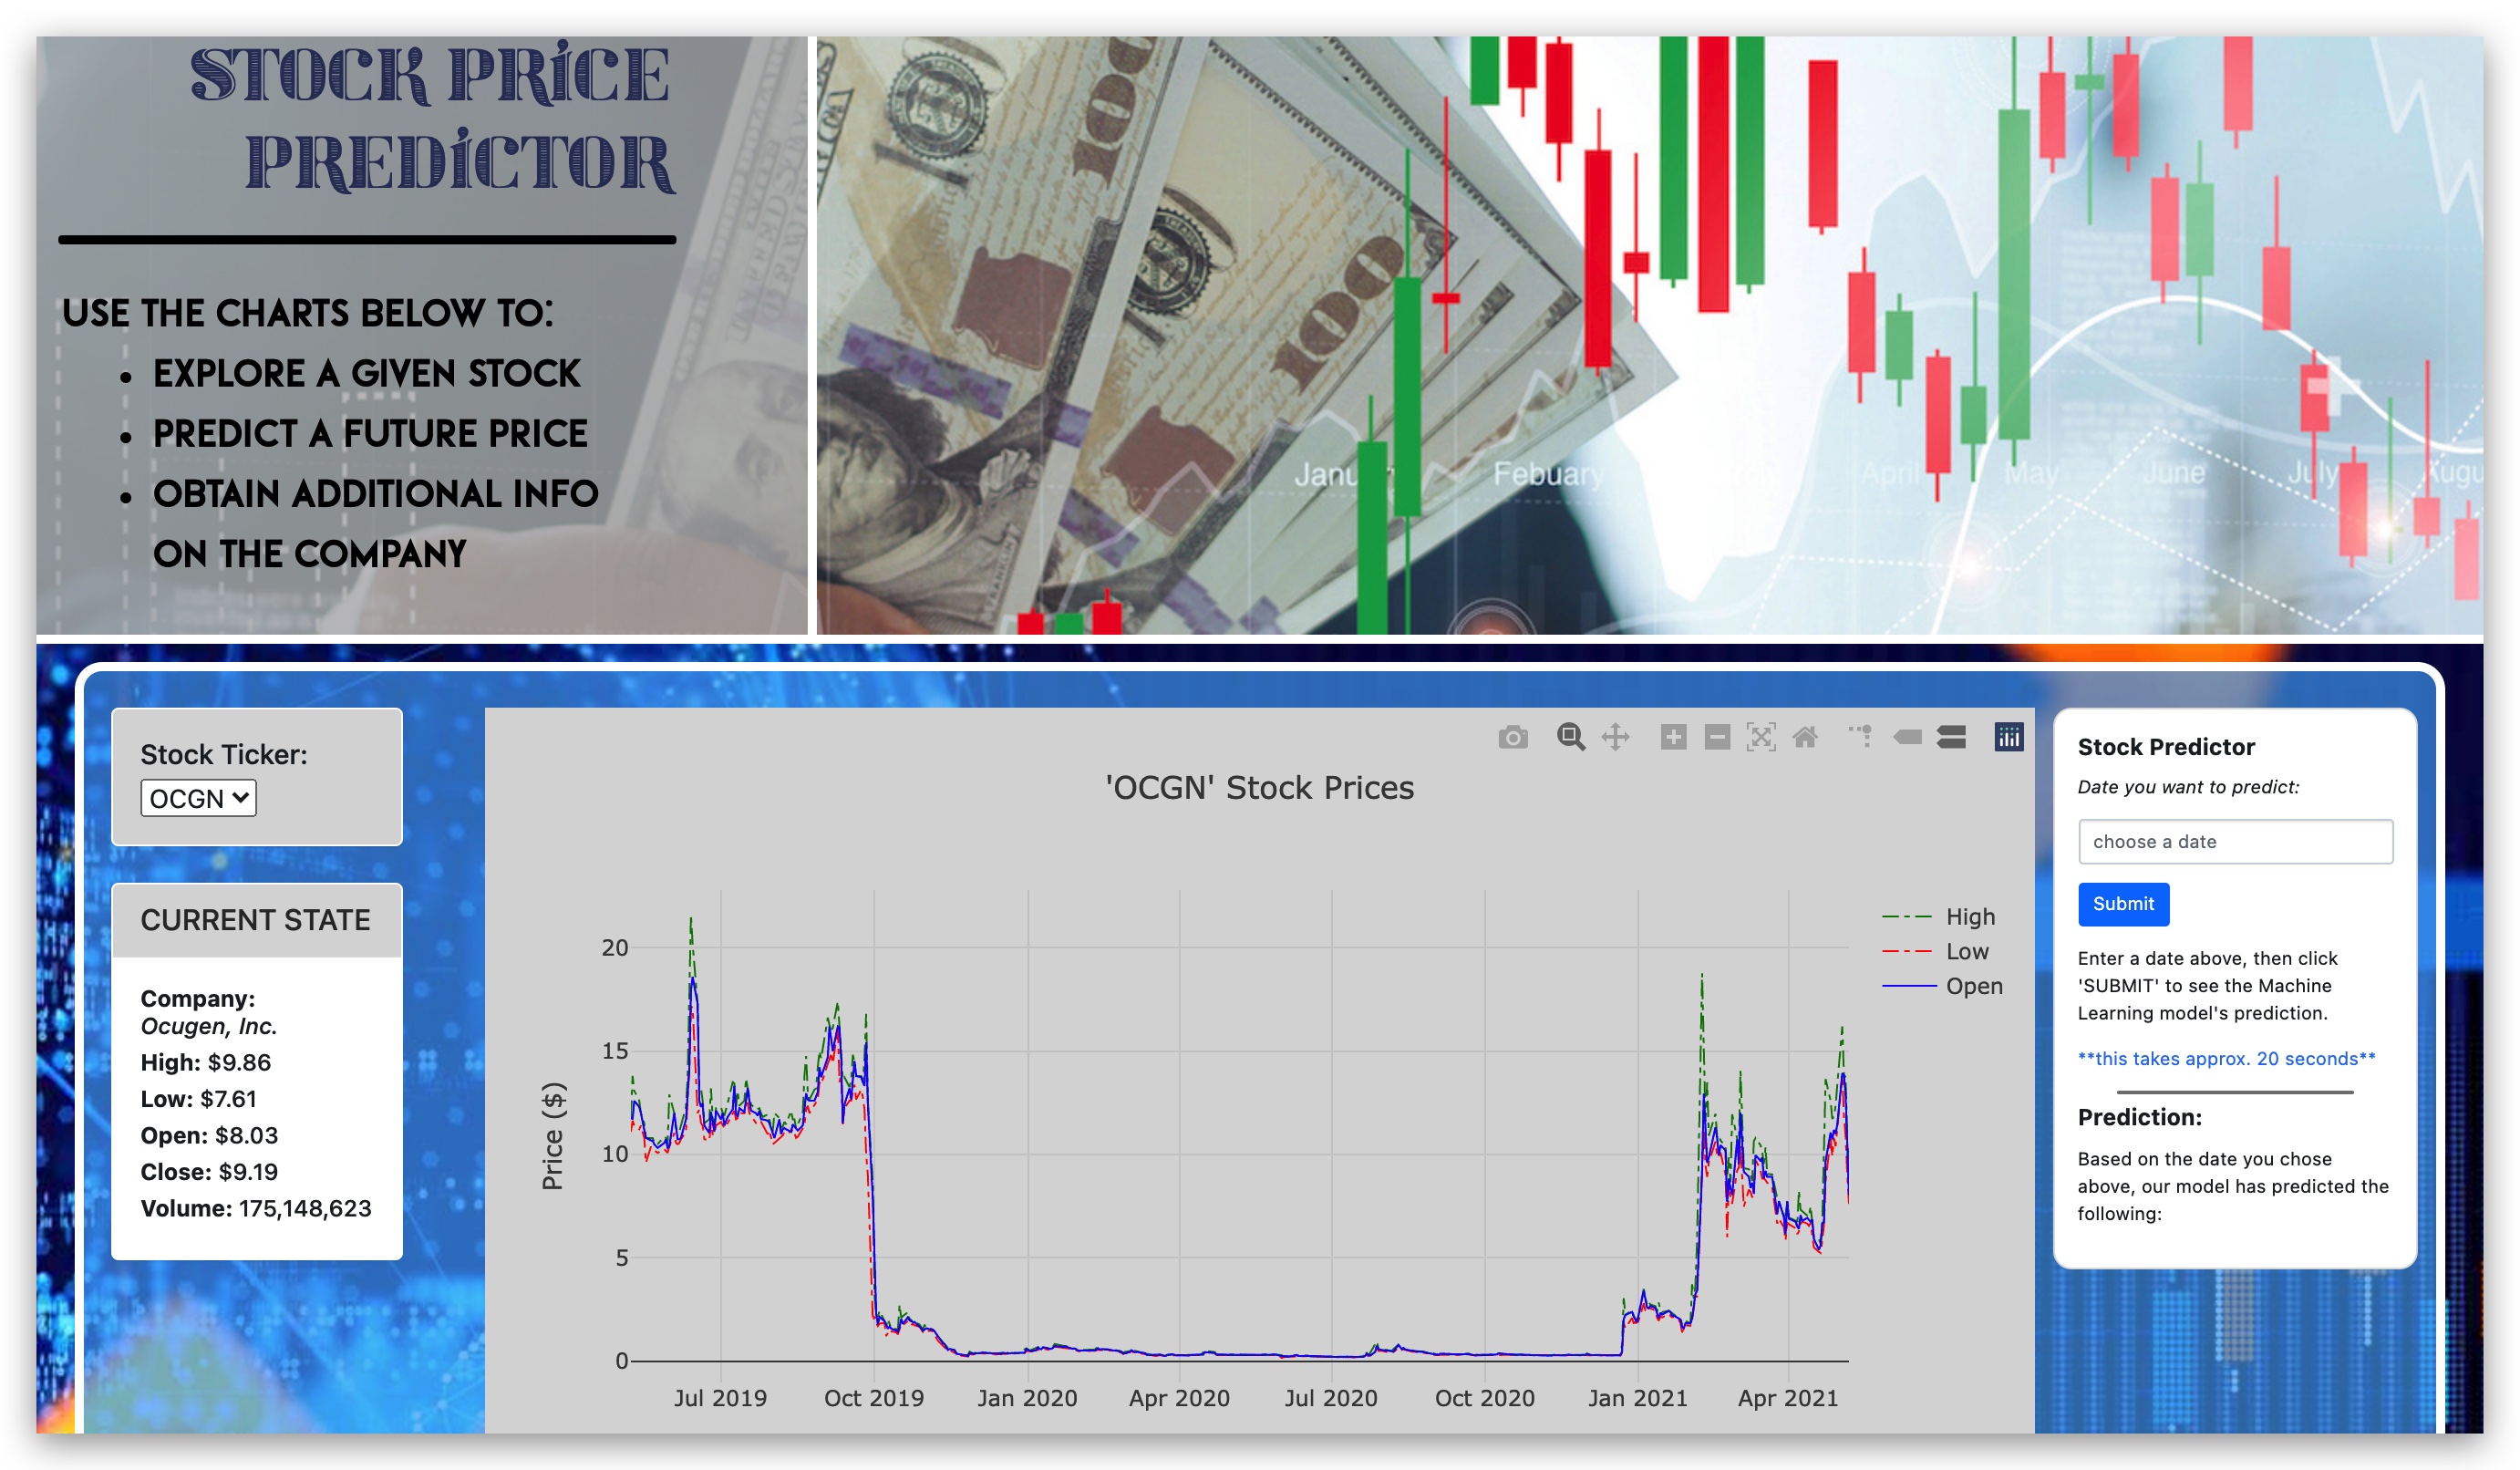 STOCK PRiCE
PREDiCTOR
USE THE CHARTS BELOW TO:
• EXPLORE A GIVEN STOCK
• PREDICT A FUTURE PRICE
• OBTAIN ADDITIONAL INFO
ON THE COMPANY
100
100
Febuary
April
May
June
July
Stock Ticker:
OCGN
CURRENT STATE
Company:
Ocugen, Inc.
High: $9.86
Low: $7.61
Open: $8.03
Close: $9.19
Volume: 175,148,623
'OCGN' Stock Prices
High
Low
Open
Price ($)
20
15
10
5
0
Jul 2019
Oct 2019
Jan 2020
Apr 2020
Jul 2020
Oct 2020
Jan 2021
Apr 2021
Stock Predictor
Date you want to predict:
choose a date
Submit
Enter a date above, then click
'SUBMIT' to see the Machine
Learning model's prediction.
**this takes approx. 20 seconds**
Prediction:
Based on the date you chose
above, our model has predicted the
following: